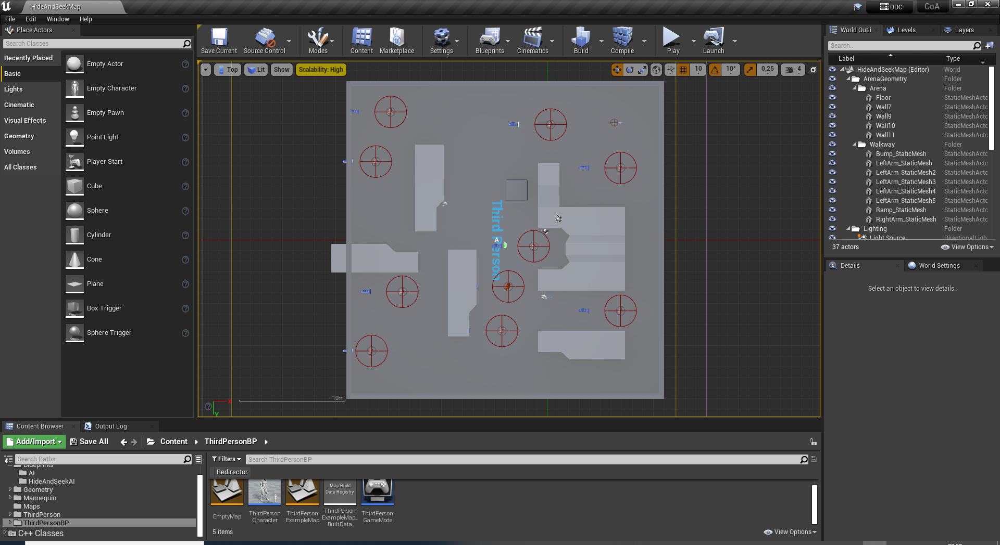 HideAndSeekMap
DDC
CoA
File Edit Window Help
Place Actors
Search Classes
Recently Placed
Basic
Lights
Cinematic
Visual Effects
Geometry
Volumes
All Classes
Empty Actor
Empty Character
Empty Pawn
Point Light
Player Start
Cube
Sphere
Cylinder
Cone
Plane
Box Trigger
Sphere Trigger
Save Current
Source Control
Modes
Content
Marketplace
Settings
Blueprints
Cinematics
Build
Compile
Play
Launch
Top
Lit
Show
Scalability: High
10
10°
0,25
4
Third Person
A
10m
X
Y
World Outli
Levels
Layers
Search...
Label Type
HideAndSeekMap (Editor) World
ArenaGeometry Folder
Arena Folder
Floor StaticMeshActc
Wall7 StaticMeshActc
Wall9 StaticMeshActc
Wall10 StaticMeshActc
Wall11 StaticMeshActc
Walkway Folder
Bump_StaticMesh StaticMeshActc
LeftArm_StaticMesh StaticMeshActc
LeftArm_StaticMesh2 StaticMeshActc
LeftArm_StaticMesh3 StaticMeshActc
LeftArm_StaticMesh4 StaticMeshActc
LeftArm_StaticMesh5 StaticMeshActc
Ramp_StaticMesh StaticMeshActc
RightArm_StaticMesh StaticMeshActc
Lighting Folder
Light Source DirectionalLigh
37 actors
View Options
Details
World Settings
Select an object to view details.
Content Browser
Output Log
Add/Import
Save All
Content
ThirdPersonBP
Search Paths
Blueprints
AI
HideAndSeekAI
Geometry
Mannequin
Maps
ThirdPerson
ThirdPersonBP
C++ Classes
Filters
Search ThirdPersonBP
Redirector
EmptyMap
ThirdPerson
Character
ThirdPerson
ExampleMap
Map Build
Data Registry
ThirdPerson
ExampleMap_
BuiltData
ThirdPerson
GameMode
5 items
View Options